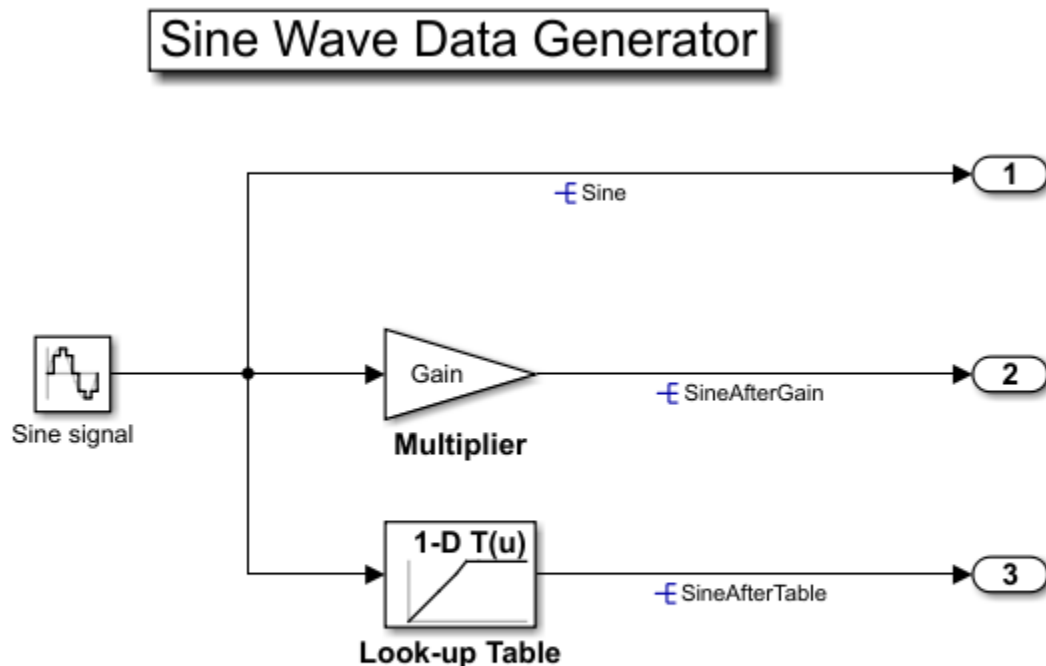 Sine Wave Data Generator
1
Sine
Gain
2
SineAfterGain
Sine signal
Multiplier
1-D T(u)
3
SineAfterTable
Look-up Table